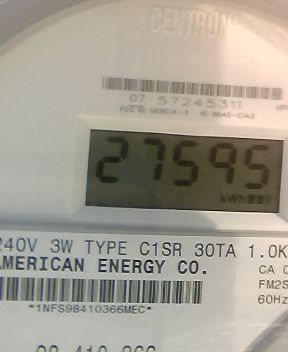 CENTRON
07 57245311
27595
kWh
240V 3W TYPE C1SR 30TA 1.0K
AMERICAN ENERGY CO.
CA 0
FM2S
60Hz
*1NFS98410366MEC*